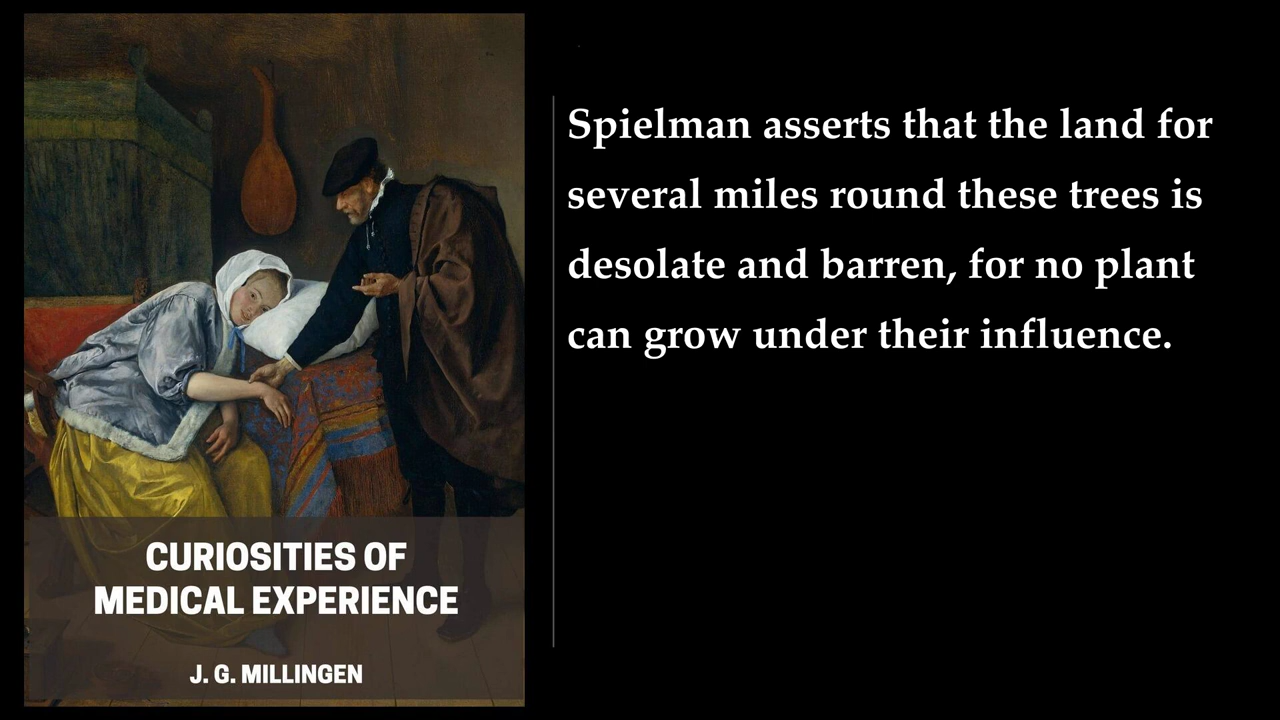 Spielman asserts that the land for
several miles round these trees is
desolate and barren, for no plant
can grow under their influence.
CURIOSITIES OF
MEDICAL EXPERIENCE
J. G. MILLINGEN